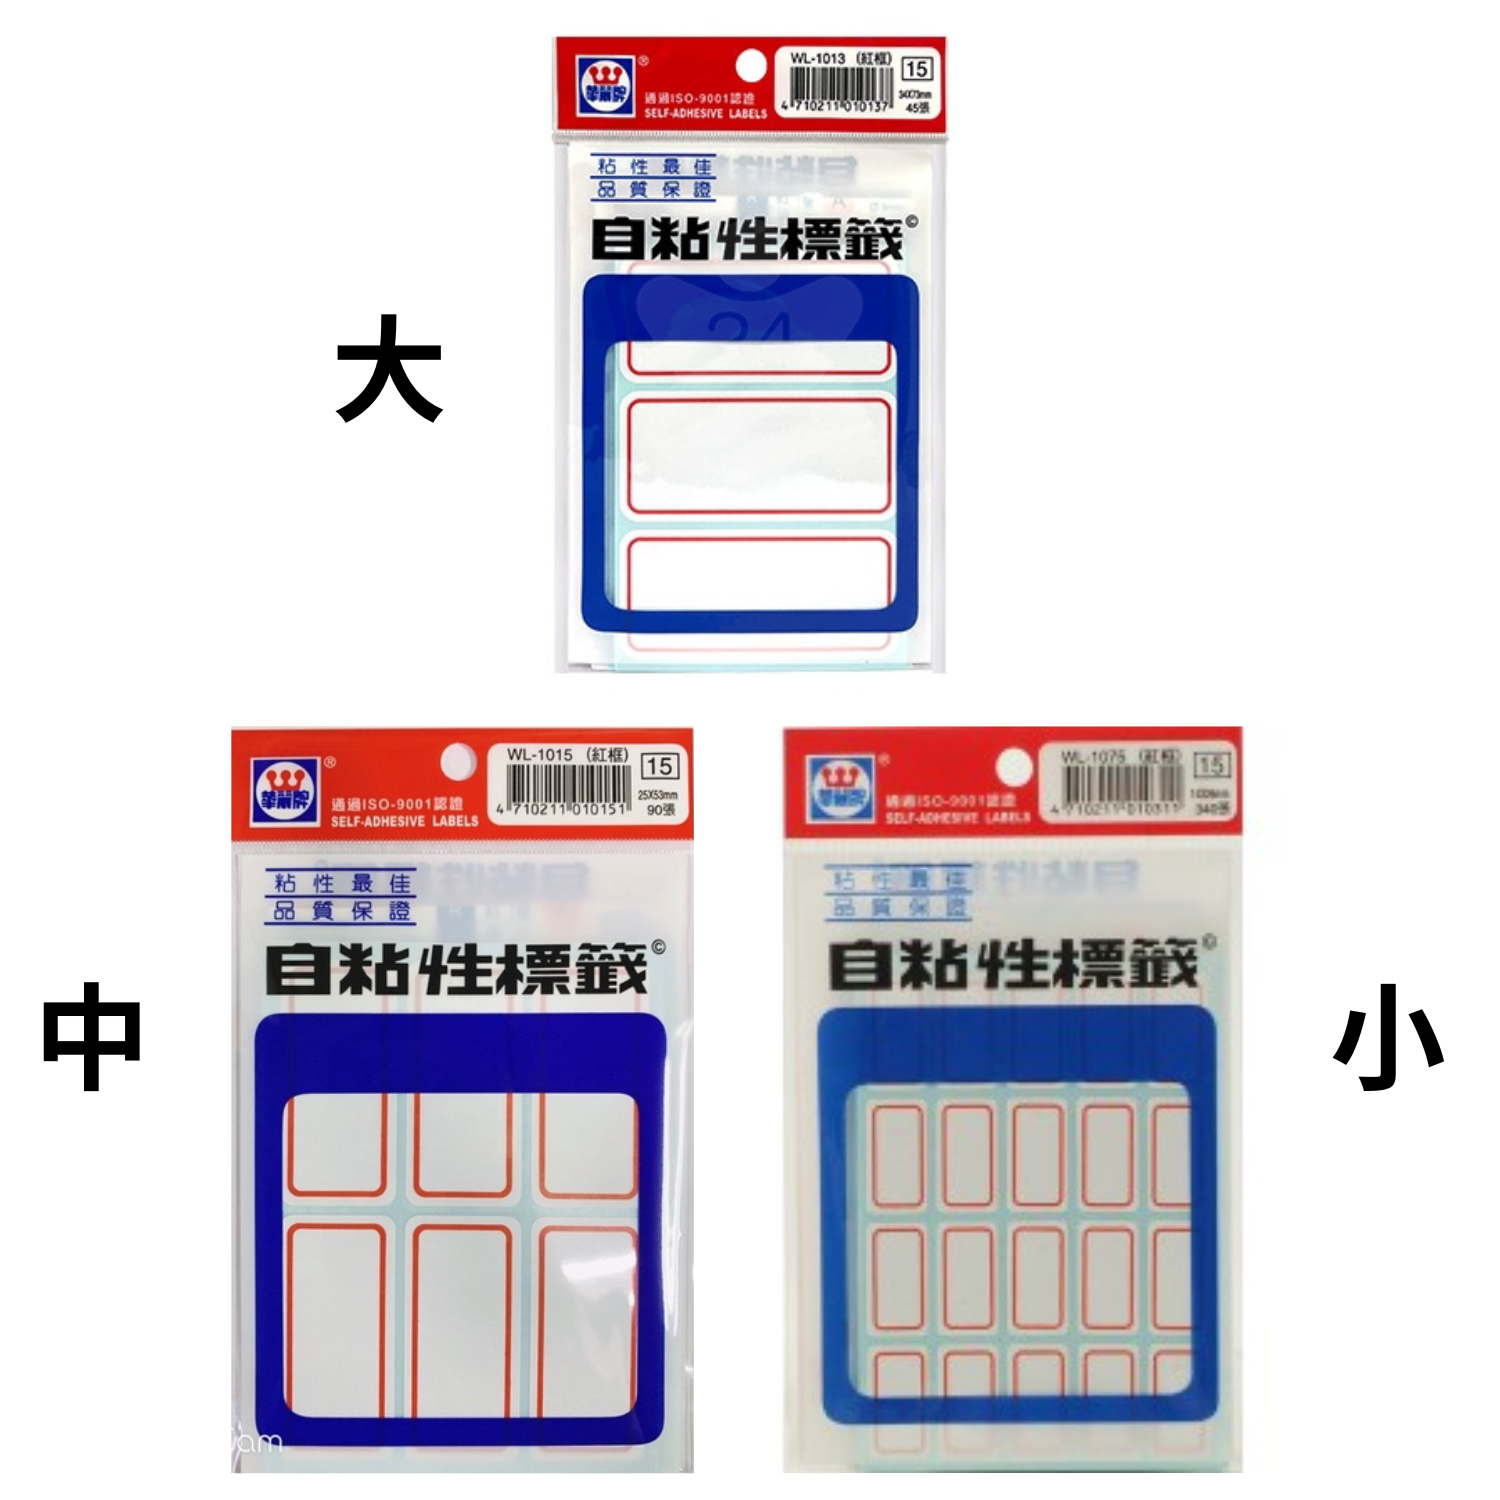 大
華麗牌®
通過ISO-9001認證
SELF-ADHESIVE LABELS
WL-1013 (紅框)
15
4 710211 010137
34X73mm
45張
粘性最佳
品質保證
自粘性標籤©
24
中
華麗牌®
通過ISO-9001認證
SELF-ADHESIVE LABELS
WL-1015 (紅框)
15
4 710211 010151
25X53mm
90張
粘性最佳
品質保證
自粘性標籤©
小
華麗牌®
通過ISO-9001認證
SELF-ADHESIVE LABELS
WL-1075 (紅框)
15
4 710211 010311
340張
粘性最佳
品質保證
自粘性標籤©